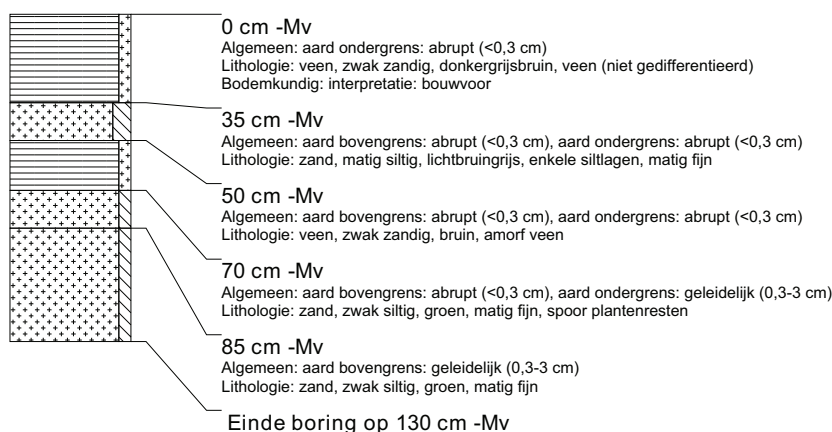 0 cm -Mv
Algemeen: aard ondergrens: abrupt (<0,3 cm)
Lithologie: veen, zwak zandig, donkergrijsbruin, veen (niet gedifferentieerd)
Bodemkundig: interpretatie: bouwvoor
35 cm -Mv
Algemeen: aard bovengrens: abrupt (<0,3 cm), aard ondergrens: abrupt (<0,3 cm)
Lithologie: zand, matig siltig, lichtbruingrijs, enkele siltlagen, matig fijn
50 cm -Mv
Algemeen: aard bovengrens: abrupt (<0,3 cm), aard ondergrens: abrupt (<0,3 cm)
Lithologie: veen, zwak zandig, bruin, amorf veen
70 cm -Mv
Algemeen: aard bovengrens: abrupt (<0,3 cm), aard ondergrens: geleidelijk (0,3-3 cm)
Lithologie: zand, zwak siltig, groen, matig fijn, spoor plantenresten
85 cm -Mv
Algemeen: aard bovengrens: geleidelijk (0,3-3 cm)
Lithologie: zand, zwak siltig, groen, matig fijn
Einde boring op 130 cm -Mv